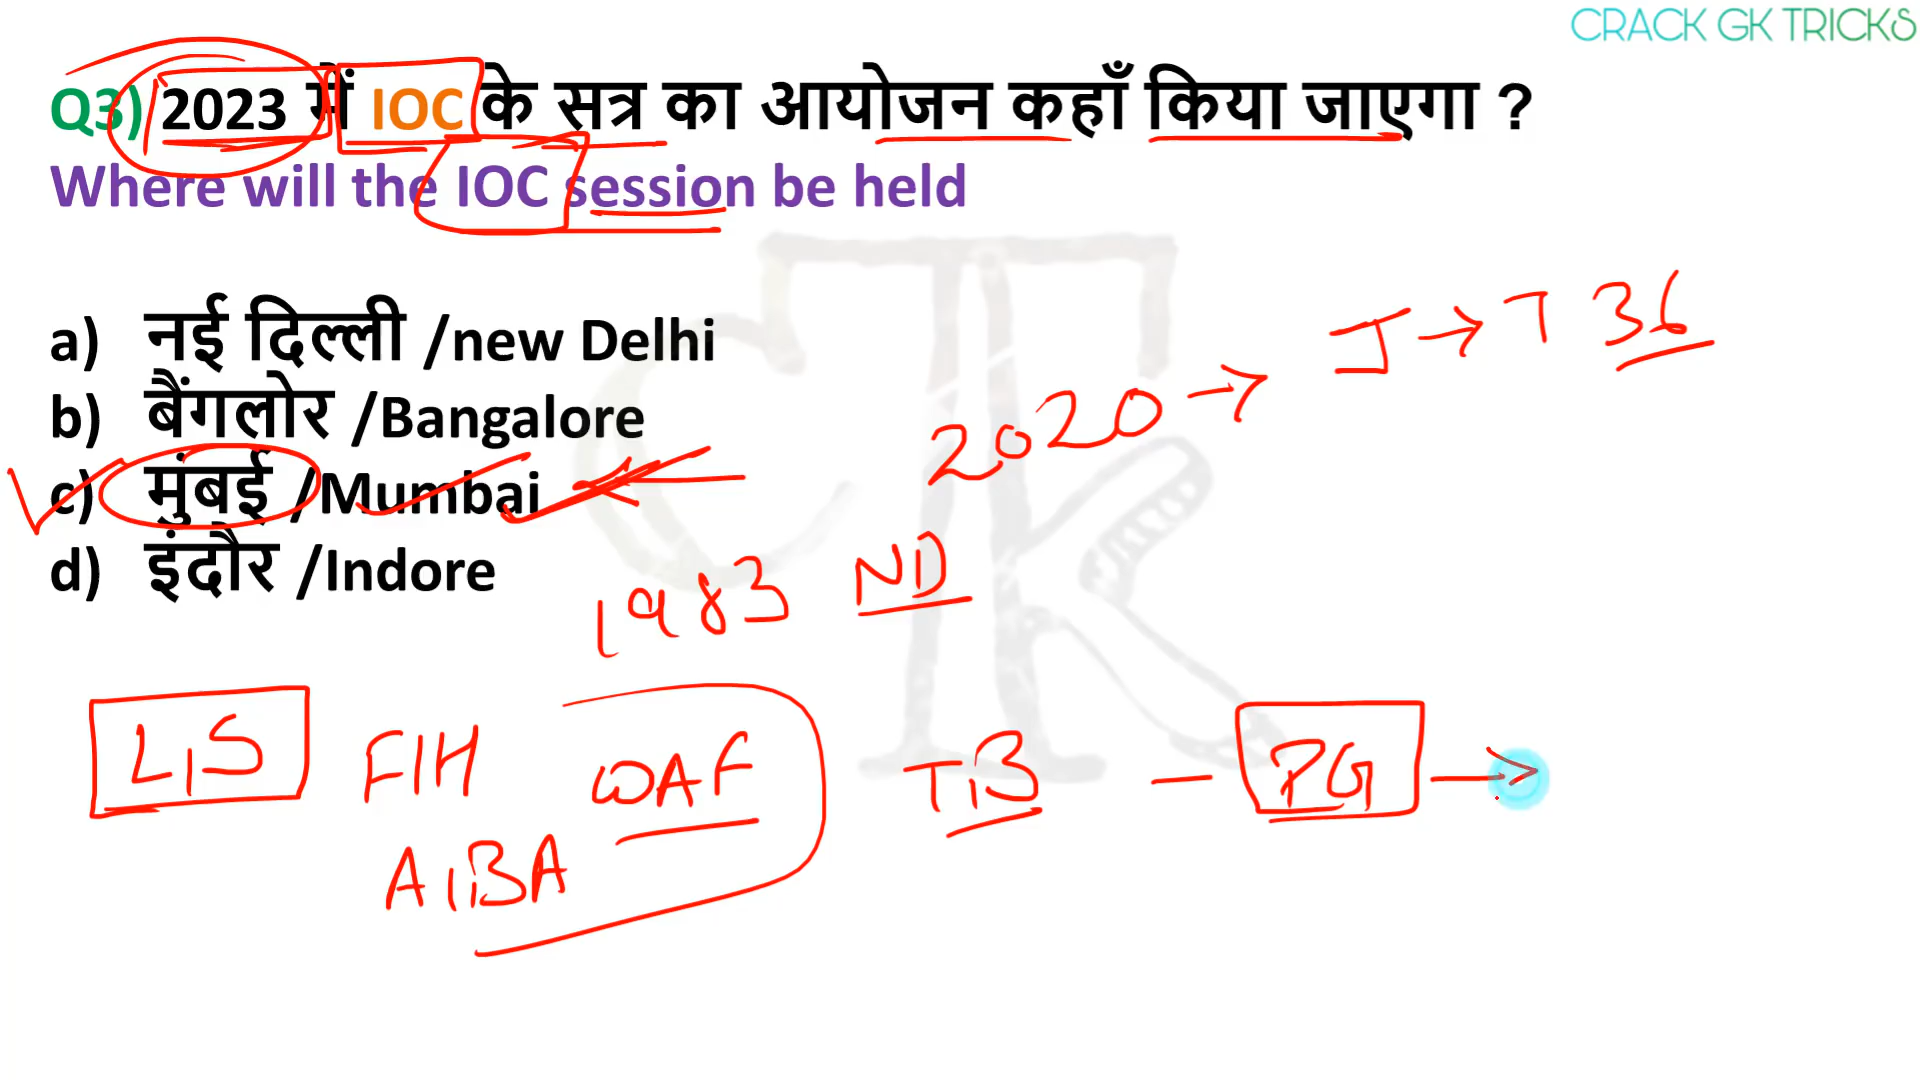 CRACK GK TRICKS
Q3) 2023 में IOC के सत्र का आयोजन कहाँ किया जाएगा ?
Where will the IOC session be held
a) नई दिल्ली /new Delhi
b) बैंगलोर /Bangalore
c) मुंबई /Mumbai
d) इंदौर /Indore
2020 → J → T 36
1983 ND
LIS FIH WAF TIB — PG →
AIBA